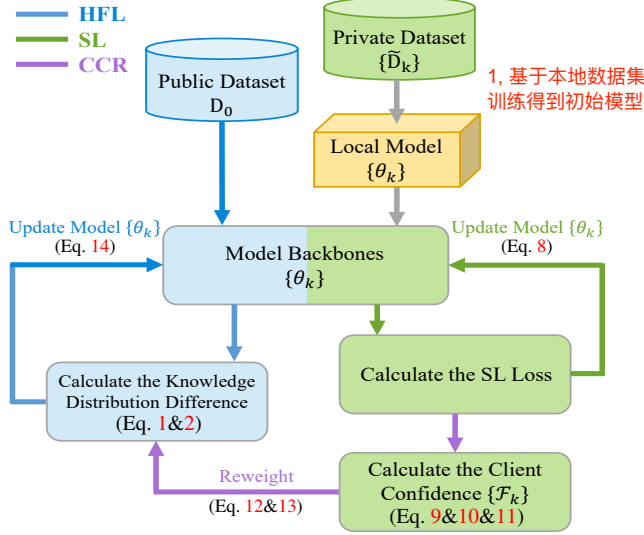 HFL
SL
CCR
Public Dataset
D₀
Private Dataset
{D̃ₖ}
1, 基于本地数据集
训练得到初始模型
Local Model
{θₖ}
Update Model {θₖ}
(Eq. 14)
Update Model {θₖ}
(Eq. 8)
Model Backbones
{θₖ}
Calculate the Knowledge
Distribution Difference
(Eq. 1&2)
Calculate the SL Loss
Reweight
(Eq. 12&13)
Calculate the Client
Confidence {ℱₖ}
(Eq. 9&10&11)